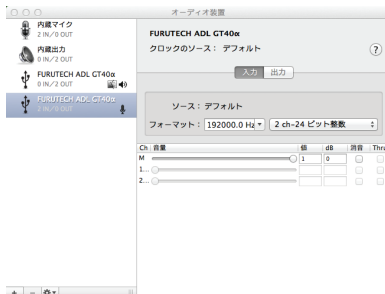 オーディオ装置
内蔵マイク
2 IN/0 OUT
内蔵出力
0 IN/2 OUT
FURUTECH ADL GT40α
0 IN/2 OUT
FURUTECH ADL GT40α
2 IN/0 OUT
FURUTECH ADL GT40α
クロックのソース： デフォルト
?
入力 出力
ソース： デフォルト
フォーマット： 192000.0 Hz 2 ch-24 ビット整数
Ch 音量 値 dB 消音 Thru
M 1 0
1...
2...